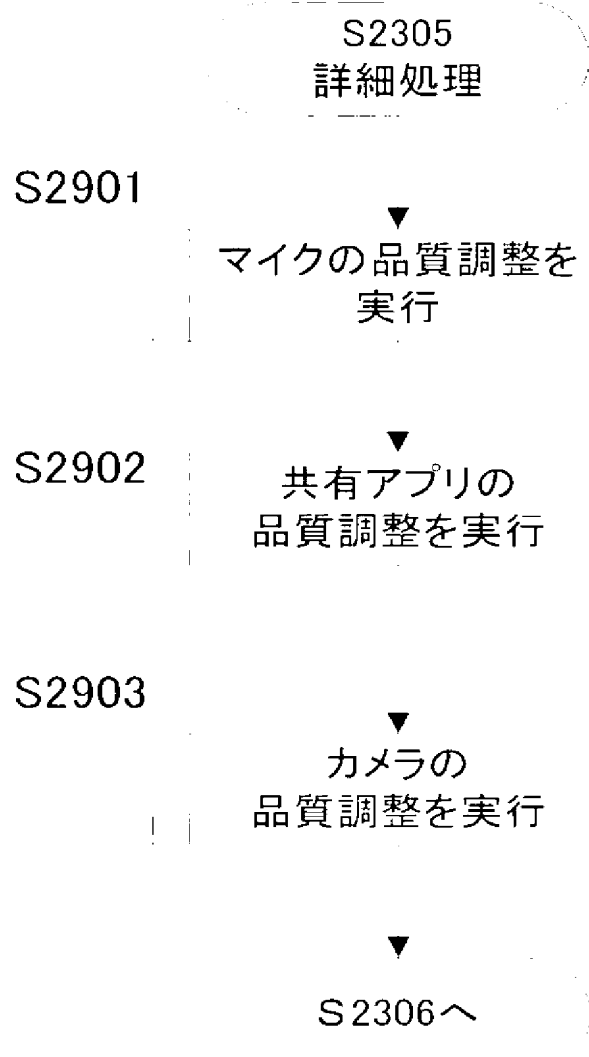 S2305
詳細処理
S2901
マイクの品質調整を
実行
S2902
共有アプリの
品質調整を実行
S2903
カメラの
品質調整を実行
S2306へ